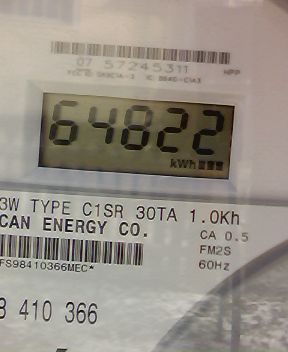 07 57245311
HPP
64822
kWh
3W TYPE C1SR 30TA 1.0Kh
CAN ENERGY CO.
CA 0.5
FM2S
60Hz
FS98410366MEC*
410 366